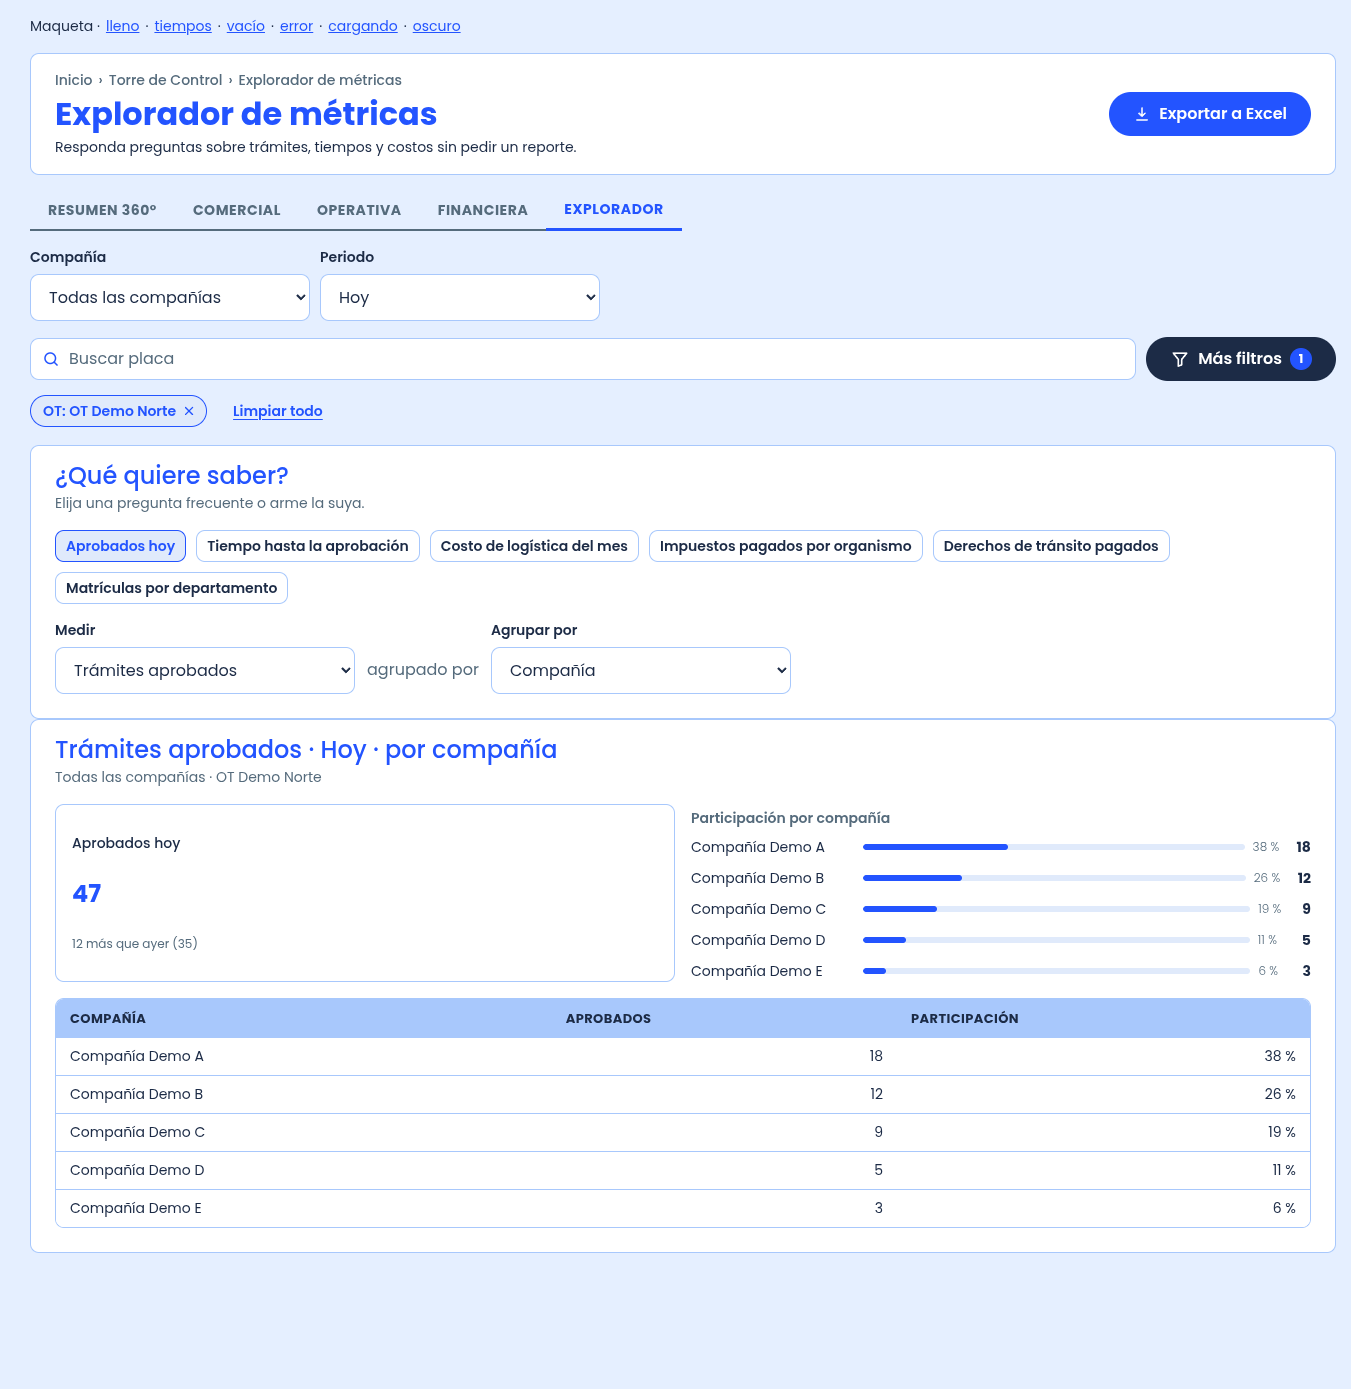 Maqueta · lleno · tiempos · vacío · error · cargando · oscuro
Inicio › Torre de Control › Explorador de métricas
Explorador de métricas
Responda preguntas sobre trámites, tiempos y costos sin pedir un reporte.
Exportar a Excel
RESUMEN 360° COMERCIAL OPERATIVA FINANCIERA EXPLORADOR
Compañía Periodo
Todas las compañías Hoy
Buscar placa Más filtros 1
OT: OT Demo Norte × Limpiar todo
¿Qué quiere saber?
Elija una pregunta frecuente o arme la suya.
Aprobados hoy Tiempo hasta la aprobación Costo de logística del mes Impuestos pagados por organismo Derechos de tránsito pagados
Matrículas por departamento
Medir Agrupar por
Trámites aprobados agrupado por Compañía
Trámites aprobados · Hoy · por compañía
Todas las compañías · OT Demo Norte
Aprobados hoy
47
12 más que ayer (35)
Participación por compañía
Compañía Demo A 38 % 18
Compañía Demo B 26 % 12
Compañía Demo C 19 % 9
Compañía Demo D 11 % 5
Compañía Demo E 6 % 3
COMPAÑÍA APROBADOS PARTICIPACIÓN
Compañía Demo A 18 38 %
Compañía Demo B 12 26 %
Compañía Demo C 9 19 %
Compañía Demo D 5 11 %
Compañía Demo E 3 6 %